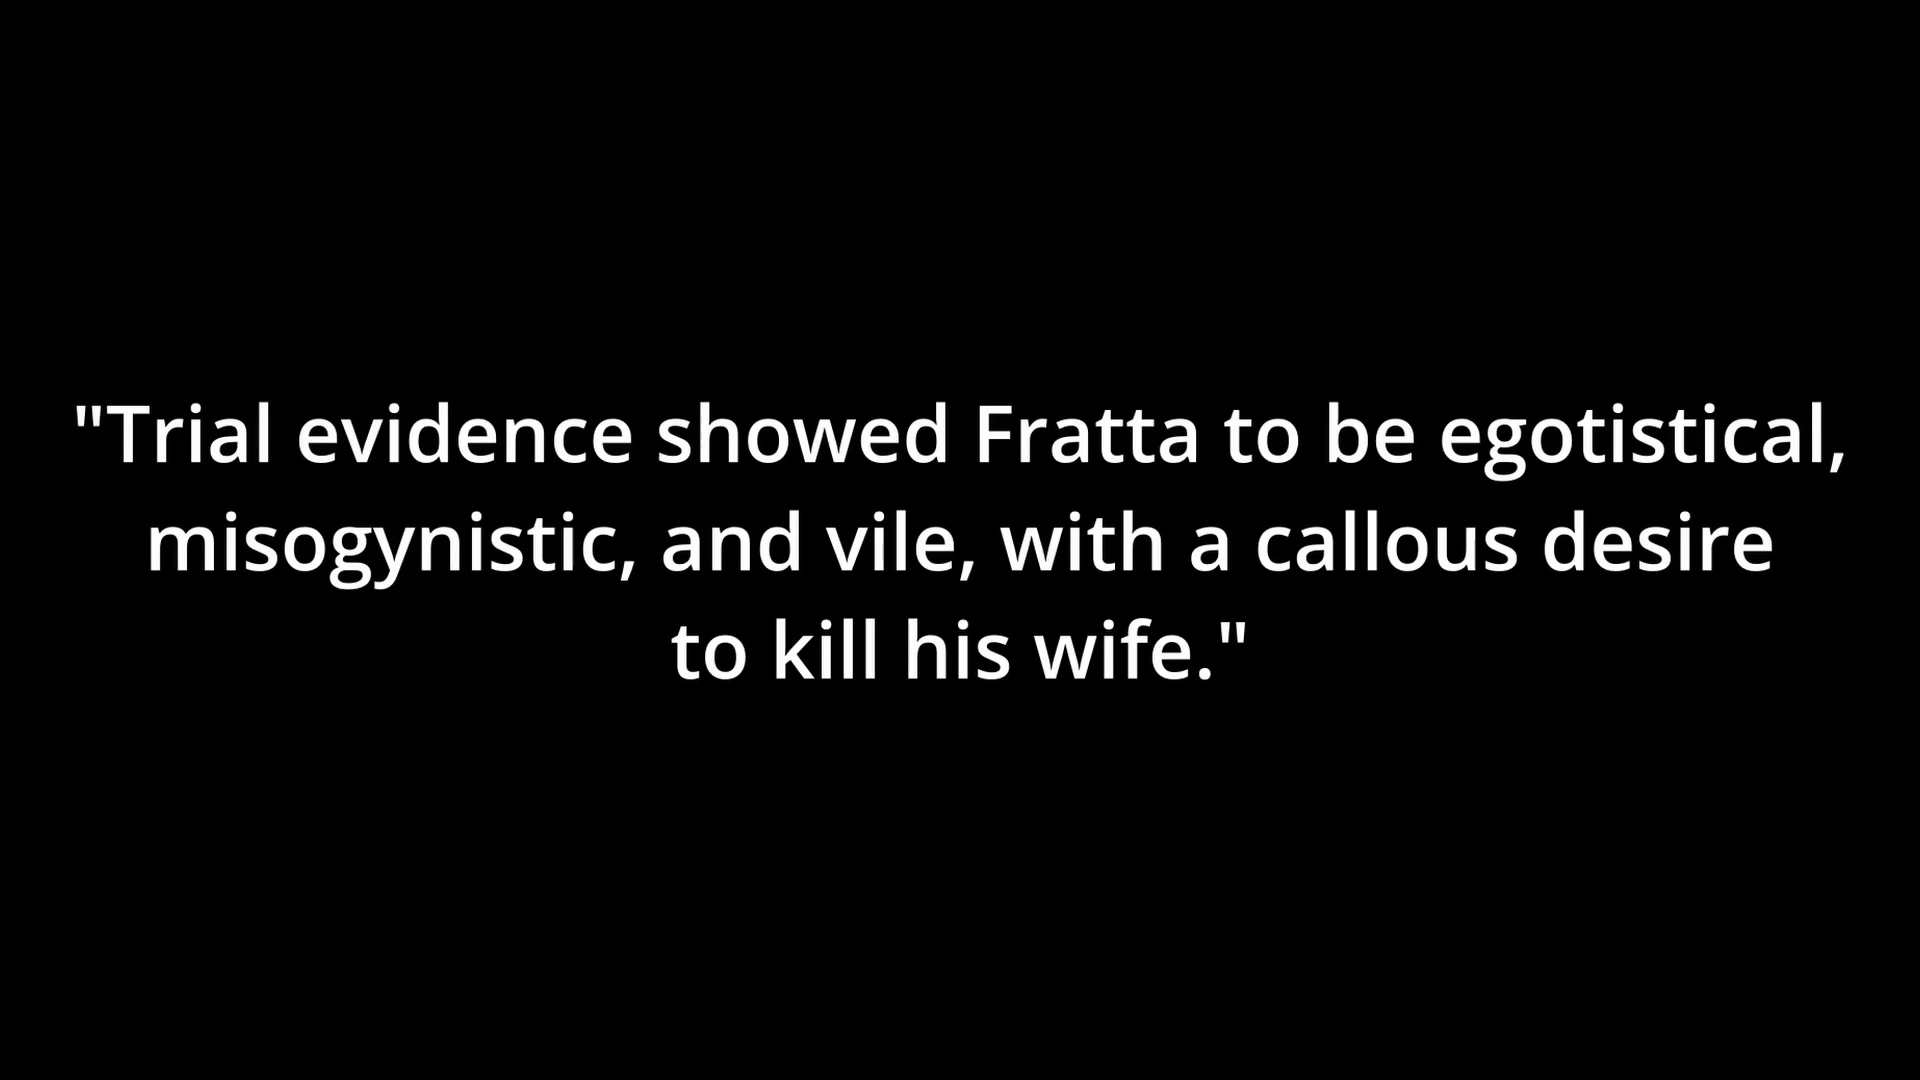 "Trial evidence showed Fratta to be egotistical,
misogynistic, and vile, with a callous desire
to kill his wife."